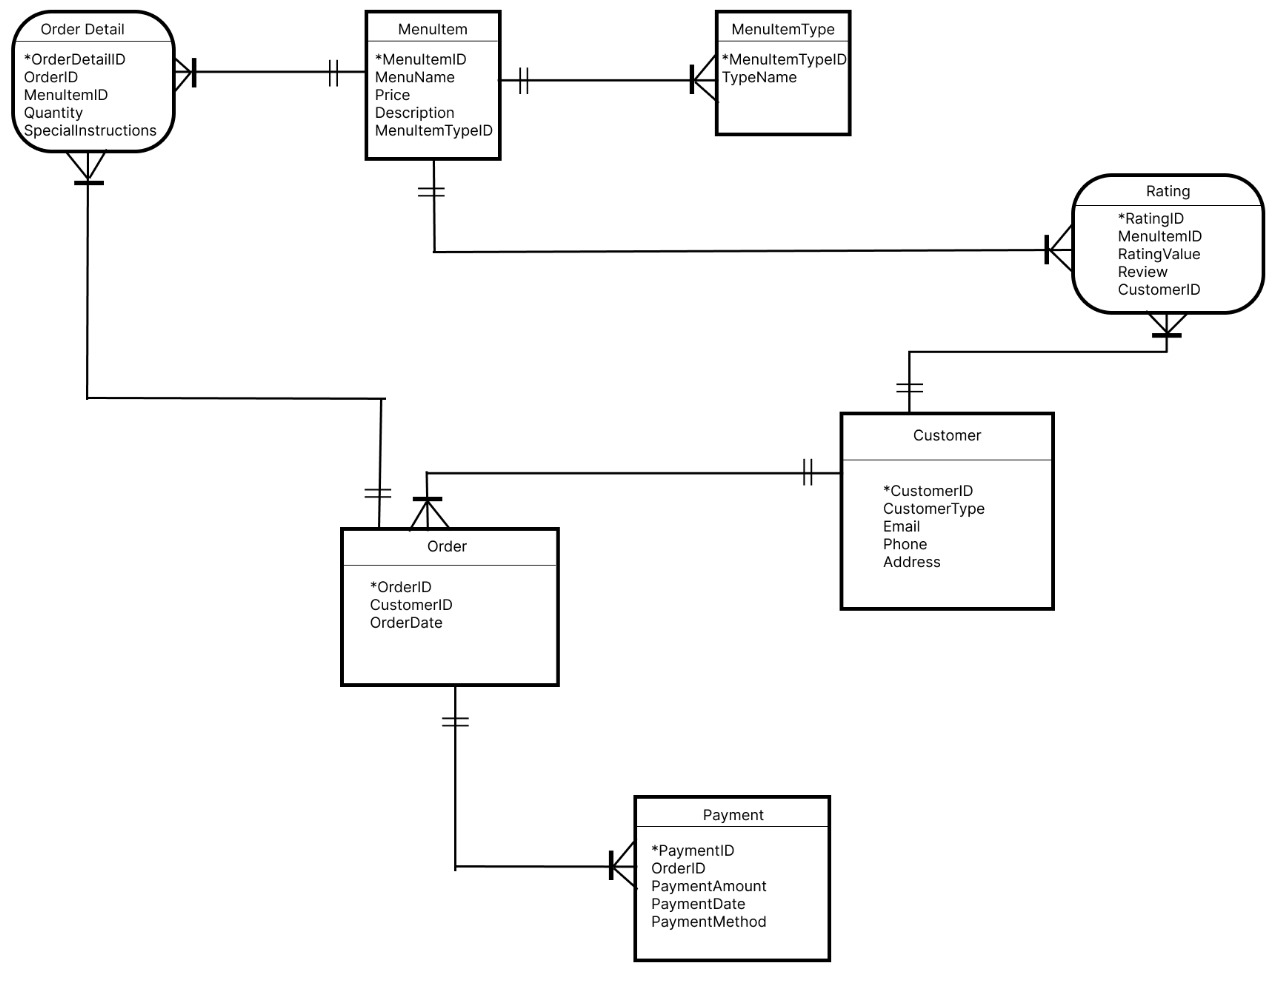 Order Detail
*OrderDetailID
OrderID
MenuItemID
Quantity
SpecialInstructions
MenuItem
*MenuItemID
MenuName
Price
Description
MenuItemTypeID
MenuItemType
*MenuItemTypeID
TypeName
Rating
*RatingID
MenuItemID
RatingValue
Review
CustomerID
Customer
*CustomerID
CustomerType
Email
Phone
Address
Order
*OrderID
CustomerID
OrderDate
Payment
*PaymentID
OrderID
PaymentAmount
PaymentDate
PaymentMethod